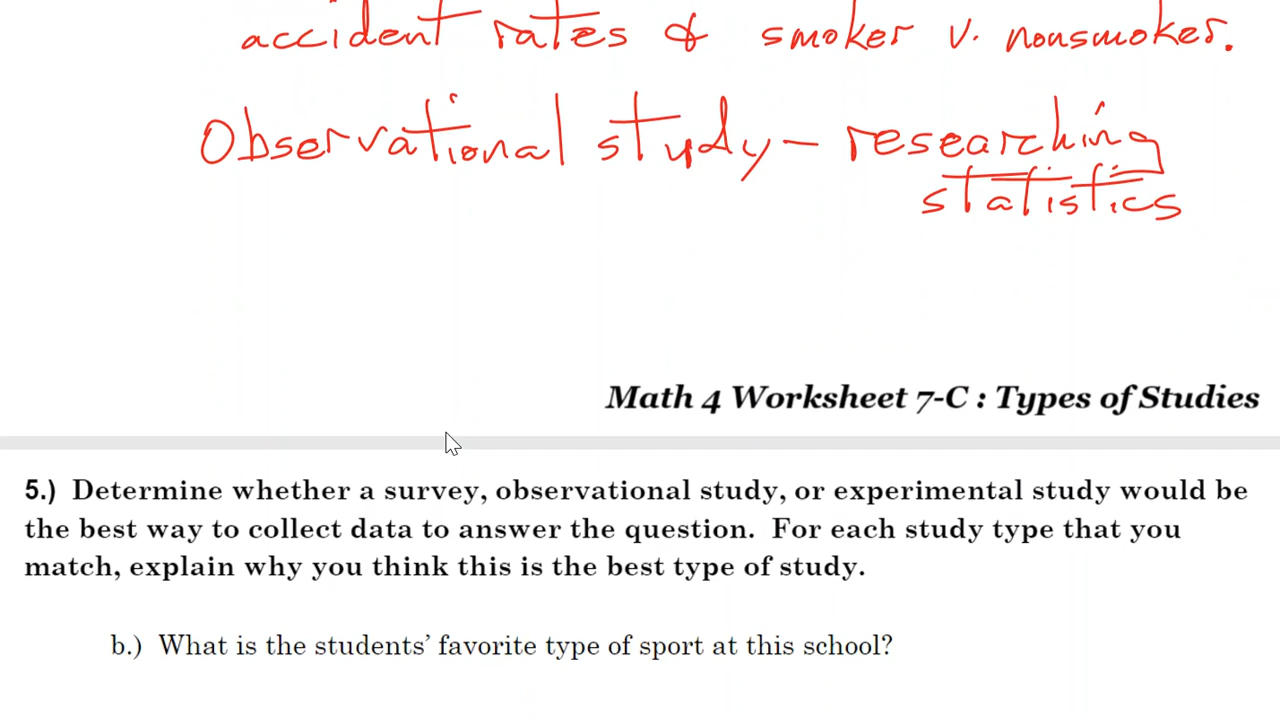 accident rates of smoker v. nonsmoker.
Observational study – researching
statistics
Math 4 Worksheet 7-C : Types of Studies
5.) Determine whether a survey, observational study, or experimental study would be
the best way to collect data to answer the question. For each study type that you
match, explain why you think this is the best type of study.
b.) What is the students’ favorite type of sport at this school?